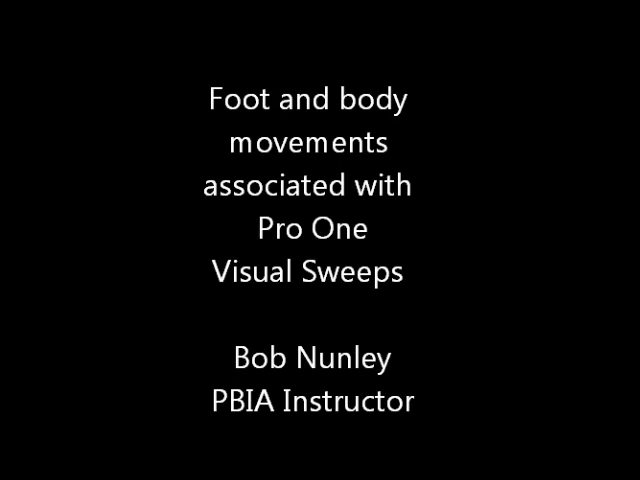 Foot and body
movements
associated with
Pro One
Visual Sweeps
Bob Nunley
PBIA Instructor